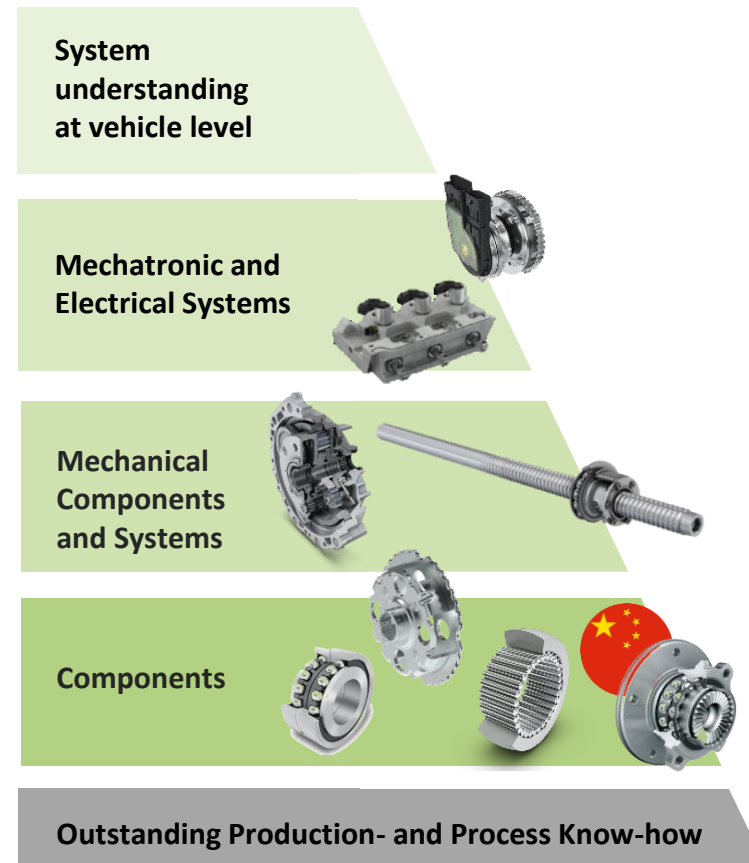 System
understanding
at vehicle level
Mechatronic and
Electrical Systems
Mechanical
Components
and Systems
Components
Outstanding Production- and Process Know-how